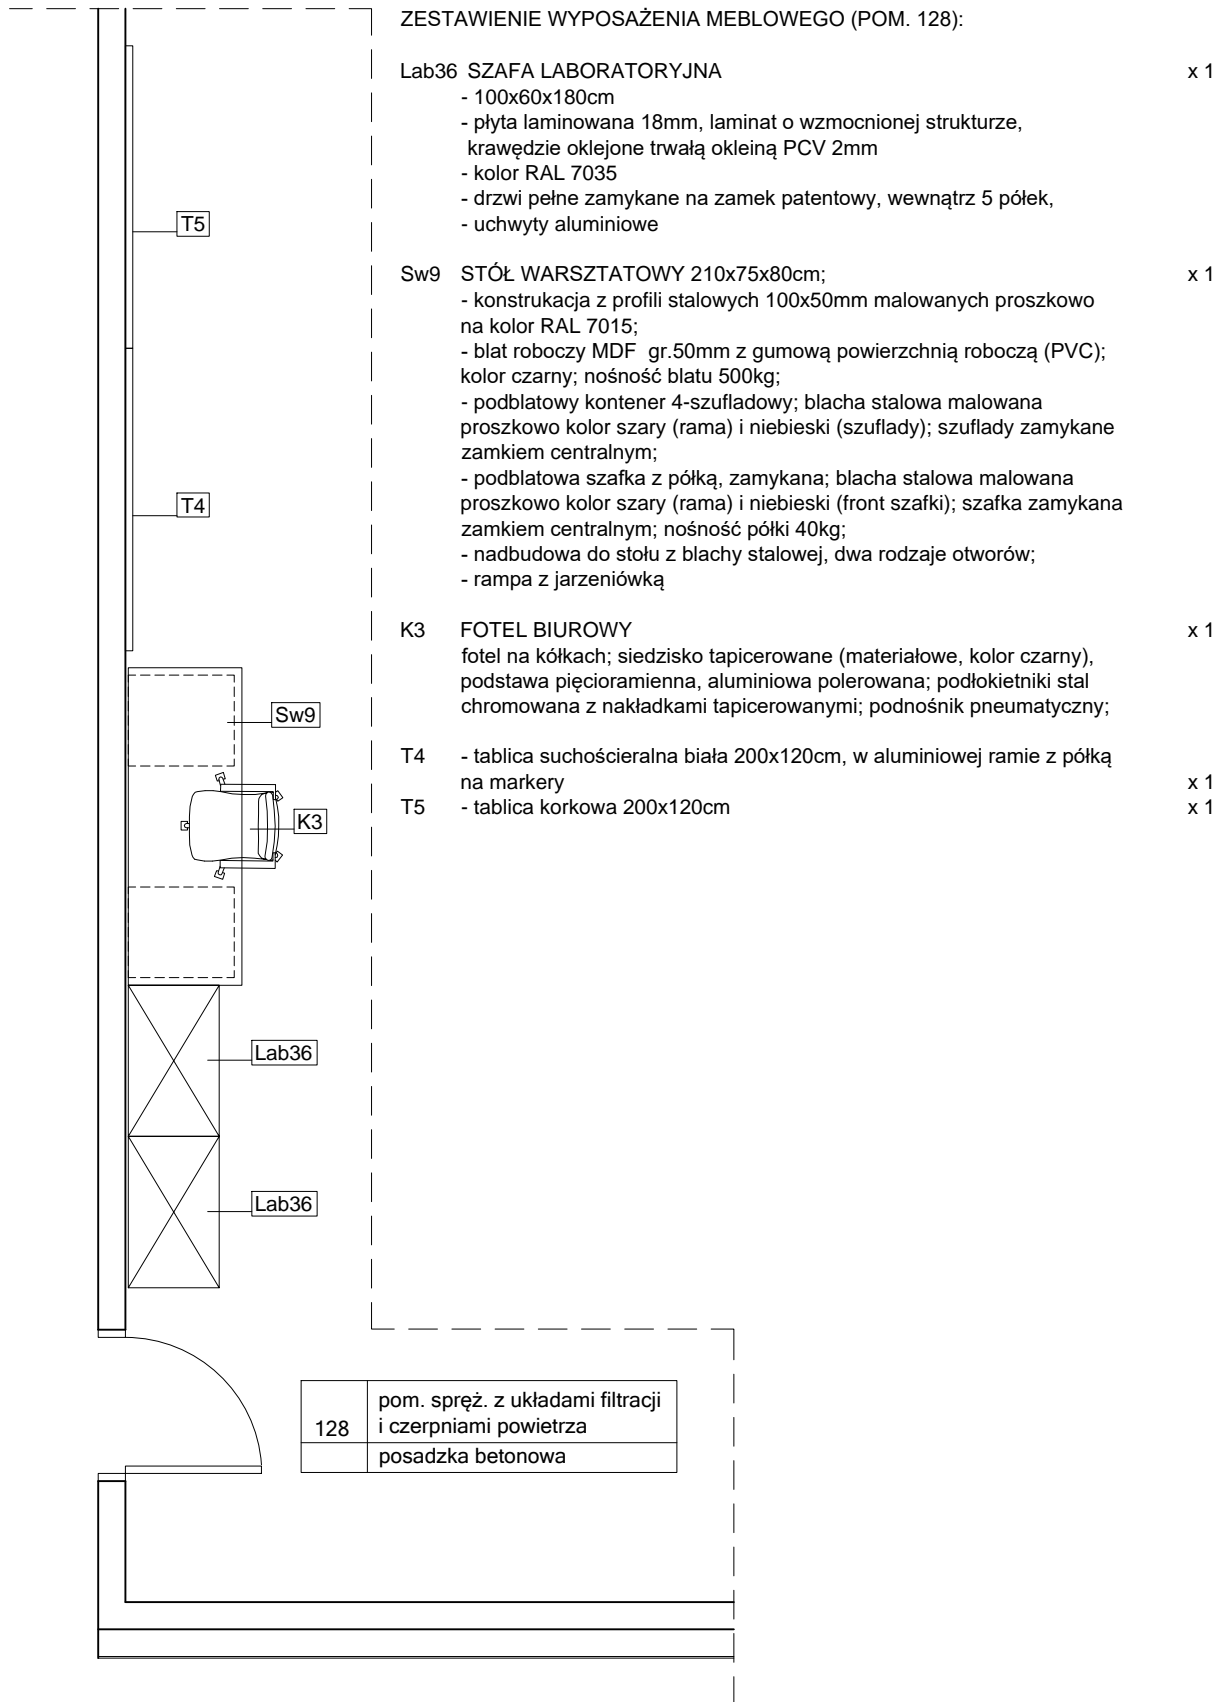 ZESTAWIENIE WYPOSAŻENIA MEBLOWEGO (POM. 128):
Lab36 SZAFA LABORATORYJNA x 1
- 100x60x180cm
- płyta laminowana 18mm, laminat o wzmocnionej strukturze,
krawędzie oklejone trwałą okleiną PCV 2mm
- kolor RAL 7035
- drzwi pełne zamykane na zamek patentowy, wewnątrz 5 półek,
- uchwyty aluminiowe
Sw9 STÓŁ WARSZTATOWY 210x75x80cm; x 1
- konstrukacja z profili stalowych 100x50mm malowanych proszkowo
na kolor RAL 7015;
- blat roboczy MDF gr.50mm z gumową powierzchnią roboczą (PVC);
kolor czarny; nośność blatu 500kg;
- podblatowy kontener 4-szufladowy; blacha stalowa malowana
proszkowo kolor szary (rama) i niebieski (szuflady); szuflady zamykane
zamkiem centralnym;
- podblatowa szafka z półką, zamykana; blacha stalowa malowana
proszkowo kolor szary (rama) i niebieski (front szafki); szafka zamykana
zamkiem centralnym; nośność półki 40kg;
- nadbudowa do stołu z blachy stalowej, dwa rodzaje otworów;
- rampa z jarzeniówką
K3 FOTEL BIUROWY x 1
fotel na kółkach; siedzisko tapicerowane (materiałowe, kolor czarny),
podstawa pięcioramienna, aluminiowa polerowana; podłokietniki stal
chromowana z nakładkami tapicerowanymi; podnośnik pneumatyczny;
T4 - tablica suchościeralna biała 200x120cm, w aluminiowej ramie z półką
na markery x 1
T5 - tablica korkowa 200x120cm x 1
T5
T4
Sw9
K3
Lab36
Lab36
pom. spręż. z układami filtracji
128 i czerpniami powietrza
posadzka betonowa